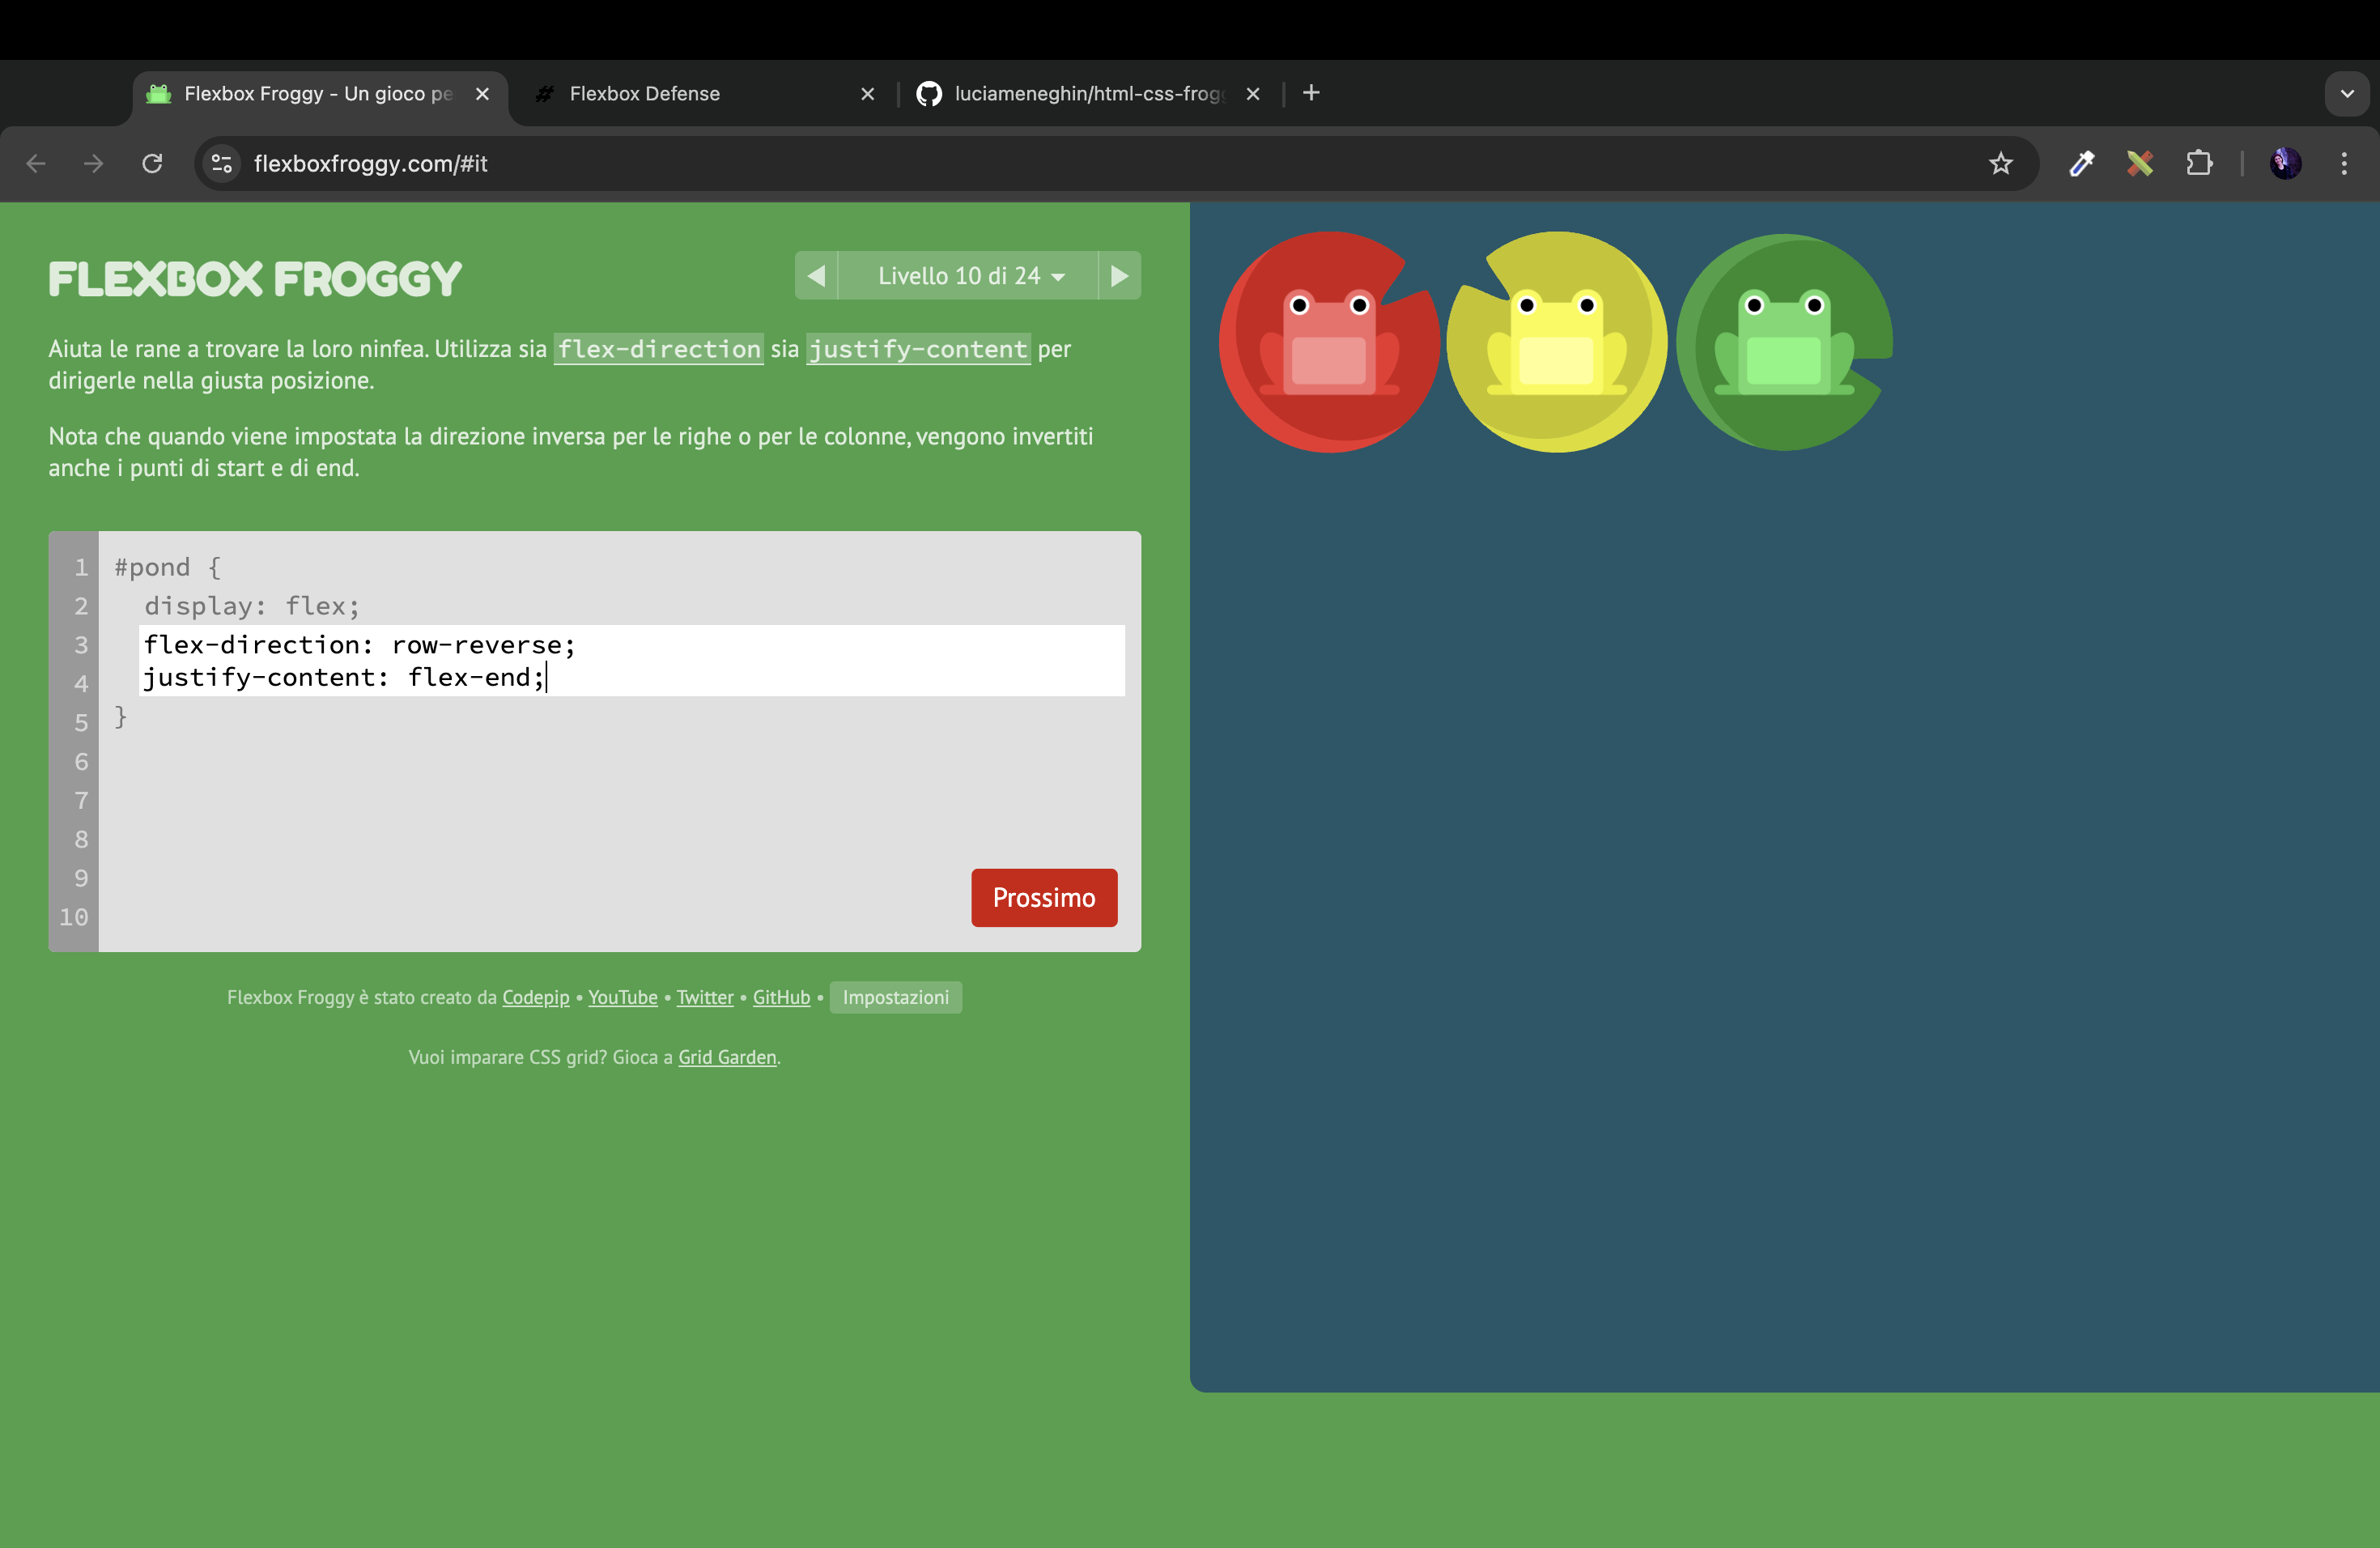 Flexbox Froggy - Un gioco pe
Flexbox Defense
luciameneghin/html-css-frog
flexboxfroggy.com/#it
FLEXBOX FROGGY
Livello 10 di 24
Aiuta le rane a trovare la loro ninfea. Utilizza sia flex-direction sia justify-content per
dirigerle nella giusta posizione.
Nota che quando viene impostata la direzione inversa per le righe o per le colonne, vengono invertiti
anche i punti di start e di end.
1 #pond {
2 display: flex;
3 flex-direction: row-reverse;
4 justify-content: flex-end;
5 }
6
7
8
9
10
Prossimo
Flexbox Froggy è stato creato da Codepip • YouTube • Twitter • GitHub • Impostazioni
Vuoi imparare CSS grid? Gioca a Grid Garden.